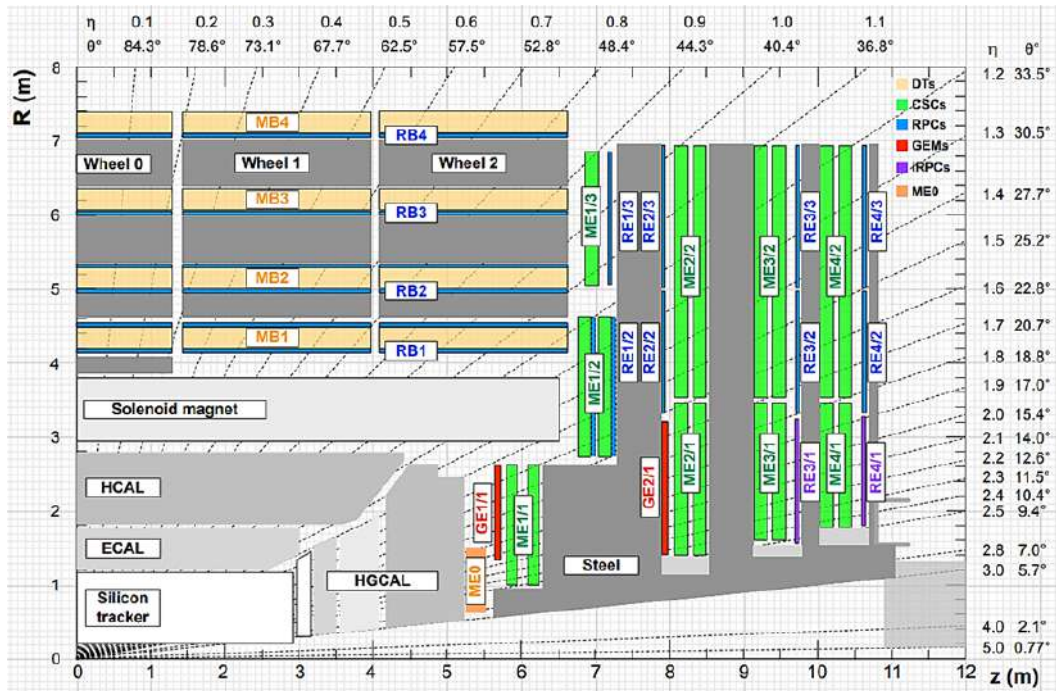 η 0.1 0.2 0.3 0.4 0.5 0.6 0.7 0.8 0.9 1.0 1.1
θ° 84.3° 78.6° 73.1° 67.7° 62.5° 57.5° 52.8° 48.4° 44.3° 40.4° 36.8° η θ°
R (m)
8
7
6
5
4
3
2
1
0
1.2 33.5°
1.3 30.5°
1.4 27.7°
1.5 25.2°
1.6 22.8°
1.7 20.7°
1.8 18.8°
1.9 17.0°
2.0 15.4°
2.1 14.0°
2.2 12.6°
2.3 11.5°
2.4 10.4°
2.5 9.4°
2.8 7.0°
3.0 5.7°
4.0 2.1°
5.0 0.77°
DTs
CSCs
RPCs
GEMs
iRPCs
ME0
MB4
RB4
Wheel 0
Wheel 1
Wheel 2
MB3
RB3
MB2
RB2
MB1
RB1
Solenoid magnet
HCAL
ECAL
Silicon
tracker
HGCAL
Steel
ME1/3
RE1/3
RE2/3
ME2/2
ME3/2
RE3/3
ME4/2
RE4/3
ME1/2
RE1/2
RE2/2
RE3/2
RE4/2
GE1/1
ME1/1
ME0
GE2/1
ME2/1
ME3/1
RE3/1
ME4/1
RE4/1
0 1 2 3 4 5 6 7 8 9 10 11 12
z (m)